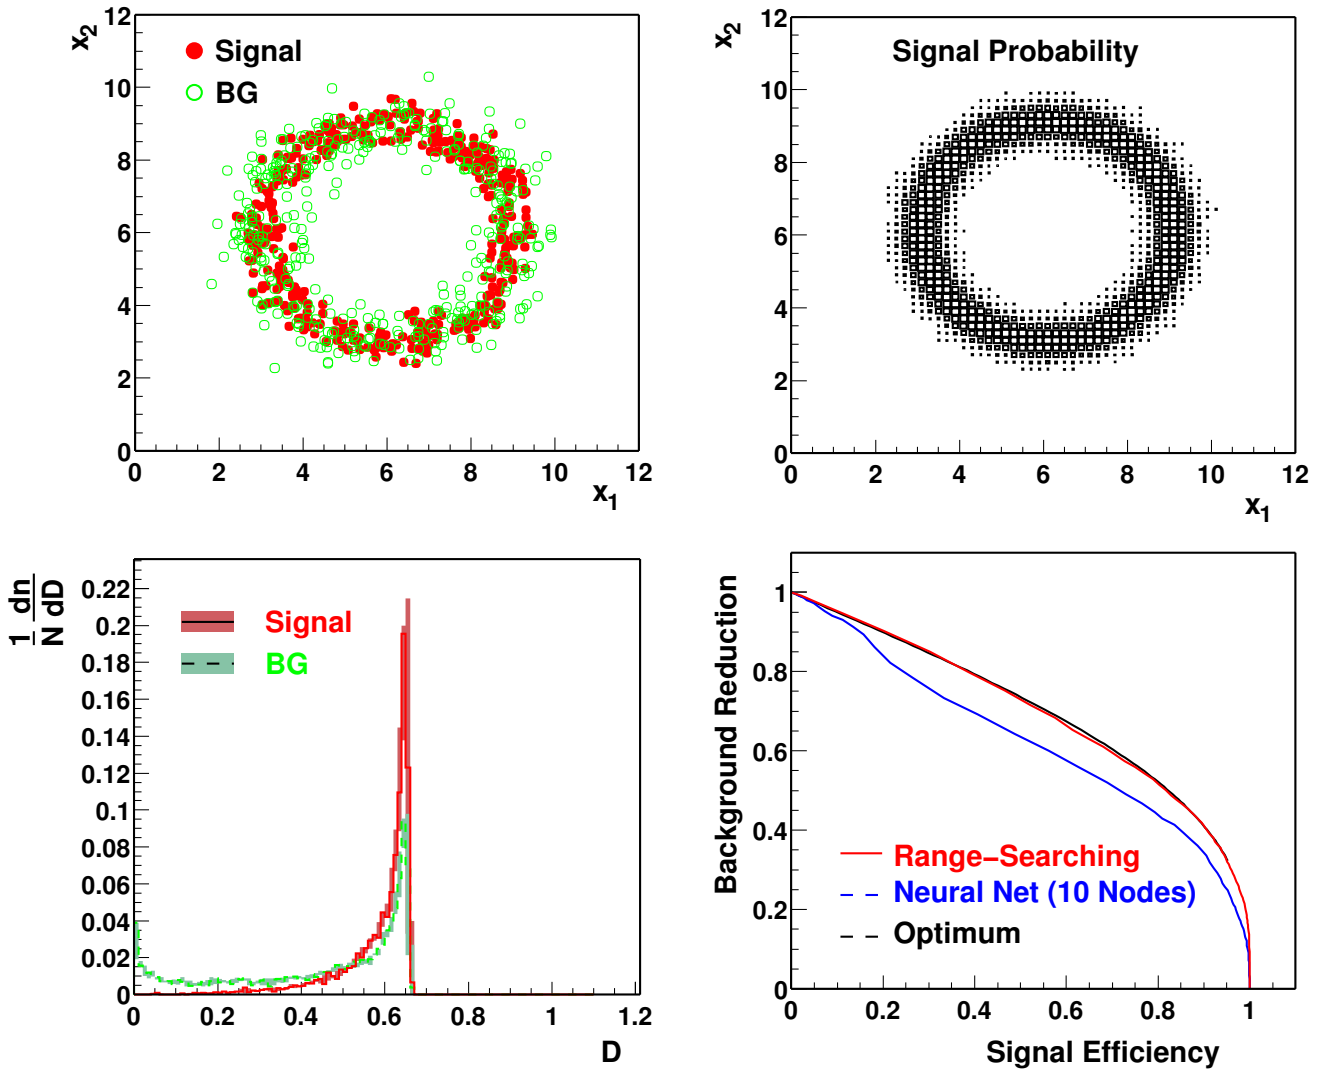 12
10
8
6
4
2
0
x2
Signal
BG
0 2 4 6 8 10 12
x1
12
10
8
6
4
2
0
x2
Signal Probability
0 2 4 6 8 10 12
x1
1 dn
N dD
0.22
0.2
0.18
0.16
0.14
0.12
0.1
0.08
0.06
0.04
0.02
0
Signal
BG
0 0.2 0.4 0.6 0.8 1 1.2
D
Background Reduction
1
0.8
0.6
0.4
0.2
0
Range−Searching
Neural Net (10 Nodes)
Optimum
0 0.2 0.4 0.6 0.8 1
Signal Efficiency